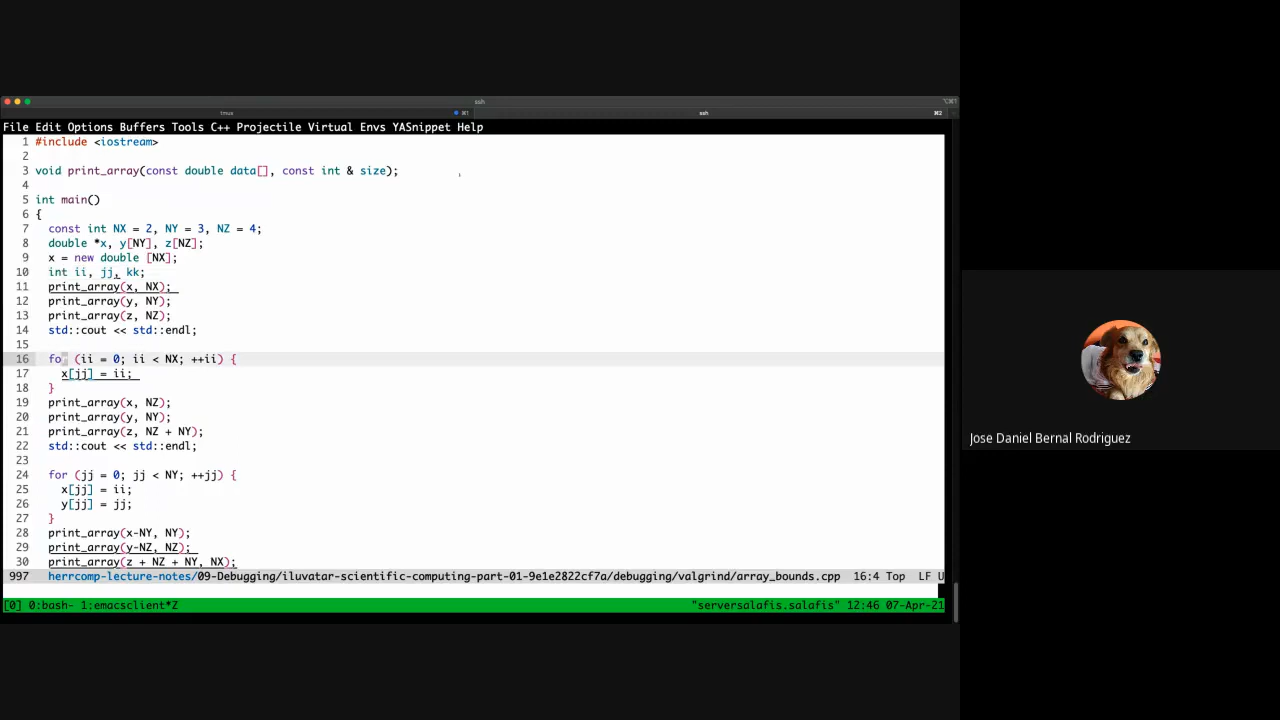 ssh
tmux
⌘1
ssh
⌘2
⌥⌘1
File Edit Options Buffers Tools C++ Projectile Virtual Envs YASnippet Help
1 #include <iostream>
2
3 void print_array(const double data[], const int & size);
4
5 int main()
6 {
7 const int NX = 2, NY = 3, NZ = 4;
8 double *x, y[NY], z[NZ];
9 x = new double [NX];
10 int ii, jj, kk;
11 print_array(x, NX);
12 print_array(y, NY);
13 print_array(z, NZ);
14 std::cout << std::endl;
15
16 for (ii = 0; ii < NX; ++ii) {
17 x[jj] = ii;
18 }
19 print_array(x, NZ);
20 print_array(y, NY);
21 print_array(z, NZ + NY);
22 std::cout << std::endl;
23
24 for (jj = 0; jj < NY; ++jj) {
25 x[jj] = ii;
26 y[jj] = jj;
27 }
28 print_array(x-NY, NY);
29 print_array(y-NZ, NZ);
30 print_array(z + NZ + NY, NX);
997 herrcomp-lecture-notes/09-Debugging/iluvatar-scientific-computing-part-01-9e1e2822cf7a/debugging/valgrind/array_bounds.cpp 16:4 Top LF U
[0] 0:bash- 1:emacsclient*Z "serversalafis.salafis" 12:46 07-Apr-21
Jose Daniel Bernal Rodriguez